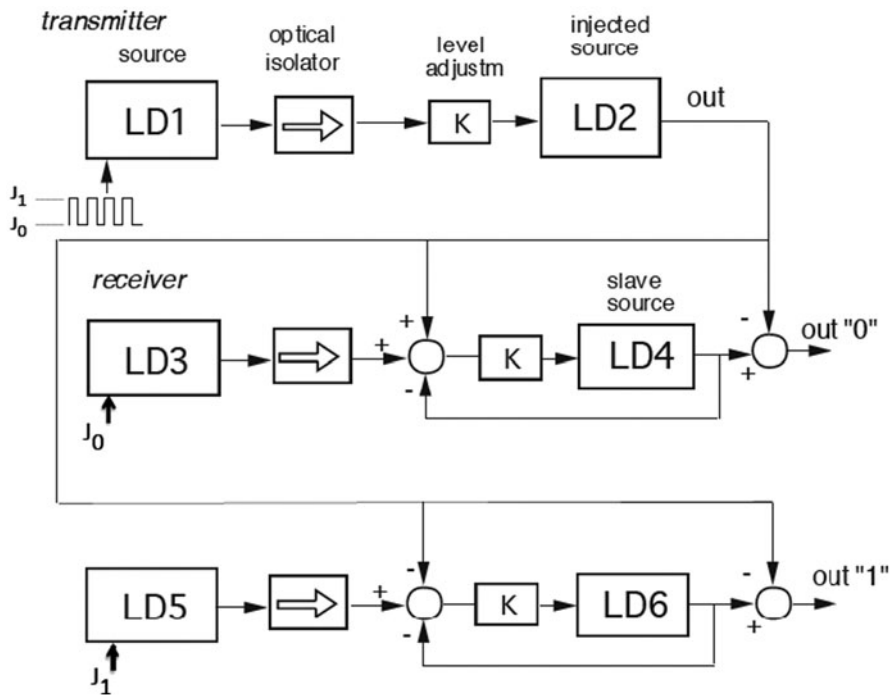 transmitter
source
optical
isolator
level
adjustm
injected
source
LD1
K
LD2
out
J1
J0
receiver
slave
source
+
-
LD3
+
K
LD4
out "0"
-
+
J0
-
-
LD5
+
K
LD6
out "1"
-
+
J1